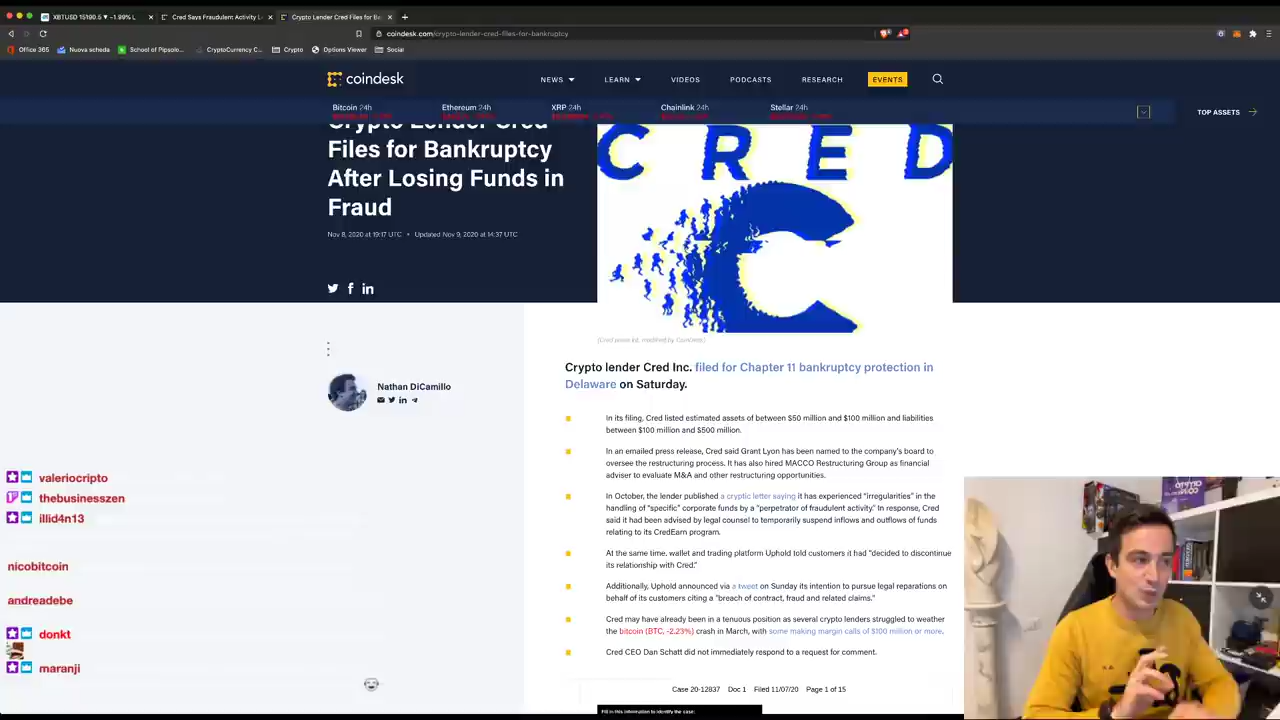 XBTUSD 15190.5 ▼ -1.89% L
Cred Says Fraudulent Activity L
Crypto Lender Cred Files for Ba
coindesk.com/crypto-lender-cred-files-for-bankruptcy
Office 365
Nuova scheda
School of Pipsolo...
CryptoCurrency C...
Crypto
Options Viewer
Social
coindesk
NEWS
LEARN
VIDEOS
PODCASTS
RESEARCH
EVENTS
Bitcoin 24h
Ethereum 24h
XRP 24h
Chainlink 24h
Stellar 24h
TOP ASSETS
Crypto Lender Cred
Files for Bankruptcy
After Losing Funds in
Fraud
Nov 8, 2020 at 19:17 UTC • Updated Nov 9, 2020 at 14:37 UTC
CRED
(Cred press kit, modified by CoinDesk)
Crypto lender Cred Inc. filed for Chapter 11 bankruptcy protection in
Delaware on Saturday.
Nathan DiCamillo
In its filing, Cred listed estimated assets of between $50 million and $100 million and liabilities
between $100 million and $500 million.
In an emailed press release, Cred said Grant Lyon has been named to the company's board to
oversee the restructuring process. It has also hired MACCO Restructuring Group as financial
adviser to evaluate M&A and other restructuring opportunities.
In October, the lender published a cryptic letter saying it has experienced "irregularities" in the
handling of "specific" corporate funds by a "perpetrator of fraudulent activity." In response, Cred
said it had been advised by legal counsel to temporarily suspend inflows and outflows of funds
relating to its CredEarn program.
At the same time, wallet and trading platform Uphold told customers it had "decided to discontinue
its relationship with Cred."
Additionally, Uphold announced via a tweet on Sunday its intention to pursue legal reparations on
behalf of its customers citing a "breach of contract, fraud and related claims."
Cred may have already been in a tenuous position as several crypto lenders struggled to weather
the bitcoin (BTC, -2.23%) crash in March, with some making margin calls of $100 million or more.
Cred CEO Dan Schatt did not immediately respond to a request for comment.
Case 20-12837 Doc 1 Filed 11/07/20 Page 1 of 15
Fill in this information to identify the case:
valeriocripto
thebusinesszen
illid4n13
nicobitcoin
andreadebe
donkt
maranji